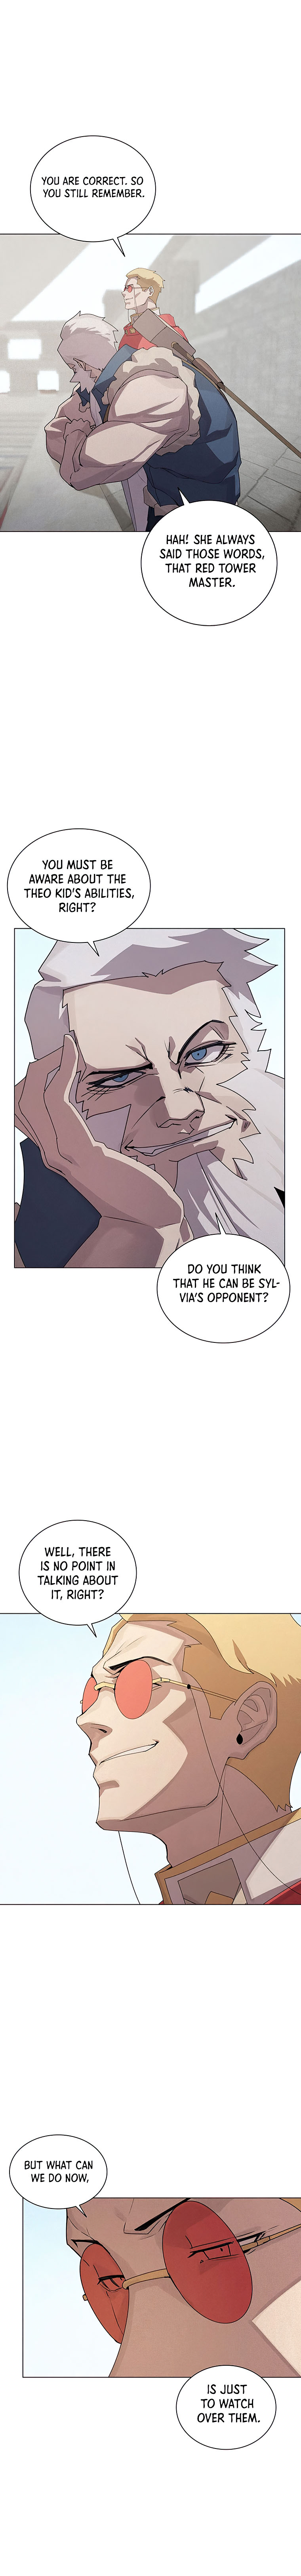 YOU ARE CORRECT. SO
YOU STILL REMEMBER.
HAH! SHE ALWAYS
SAID THOSE WORDS,
THAT RED TOWER
MASTER.
YOU MUST BE
AWARE ABOUT THE
THEO KID'S ABILITIES,
RIGHT?
DO YOU THINK
THAT HE CAN BE SYL-
VIA'S OPPONENT?
WELL, THERE
IS NO POINT IN
TALKING ABOUT
IT, RIGHT?
BUT WHAT CAN
WE DO NOW,
IS JUST
TO WATCH
OVER THEM.